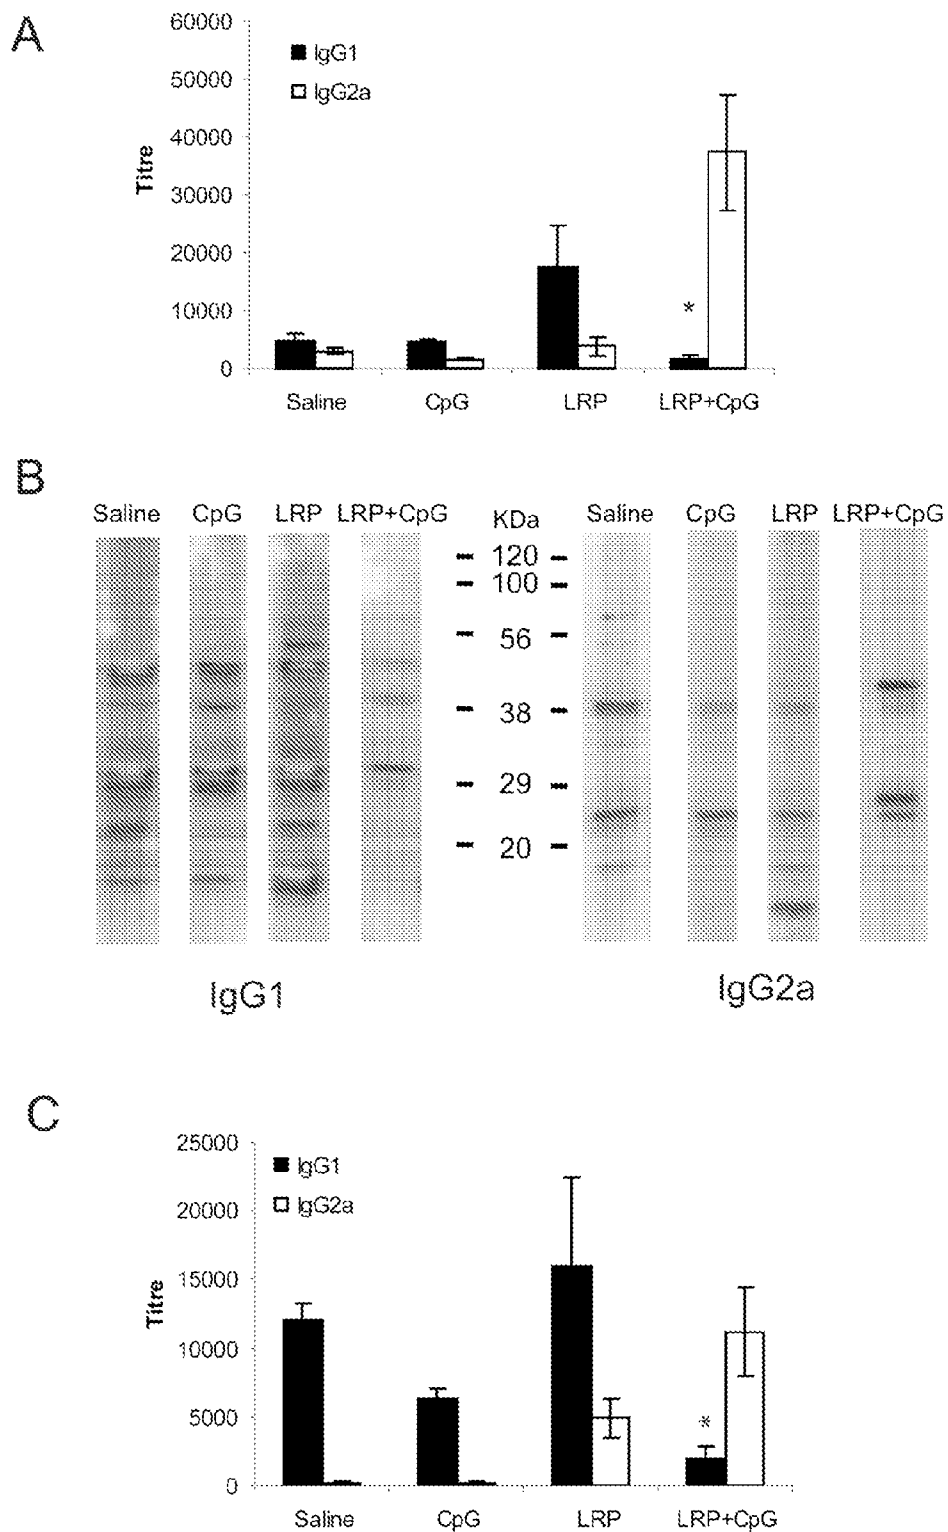 A
60000
50000
40000
30000
20000
10000
0
Titre
IgG1
IgG2a
*
Saline CpG LRP LRP+CpG
B
Saline CpG LRP LRP+CpG KDa Saline CpG LRP LRP+CpG
120
100
56
38
29
20
IgG1 IgG2a
C
25000
20000
15000
10000
5000
0
Titre
IgG1
IgG2a
*
Saline CpG LRP LRP+CpG